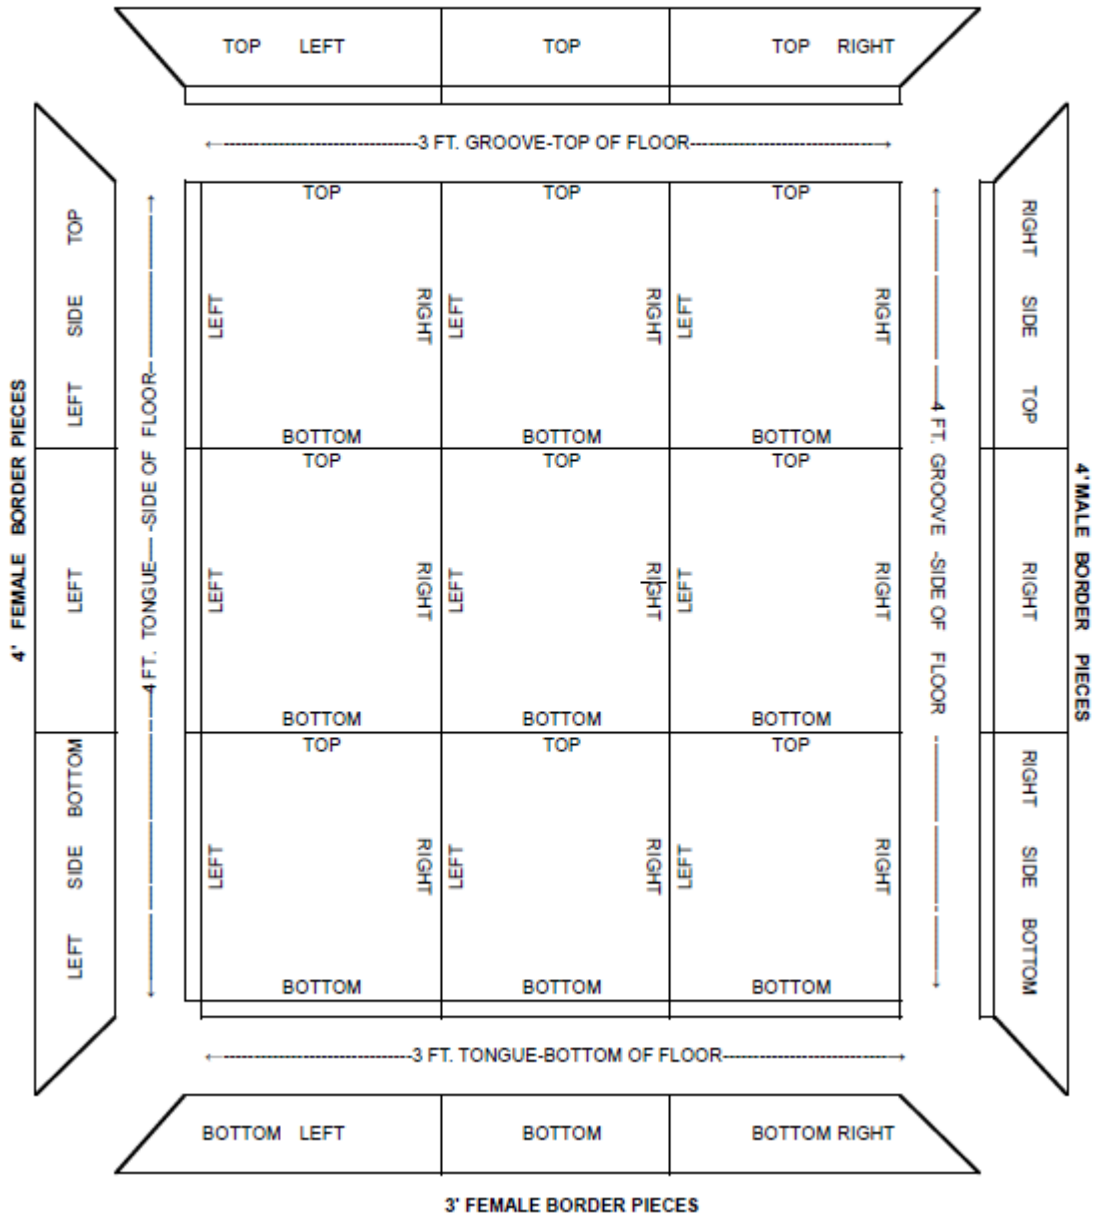 TOP LEFT TOP TOP RIGHT
3 FT. GROOVE-TOP OF FLOOR
TOP TOP TOP
LEFT RIGHT LEFT RIGHT LEFT RIGHT
BOTTOM BOTTOM BOTTOM
TOP TOP TOP
LEFT RIGHT LEFT RIGHT LEFT RIGHT
BOTTOM BOTTOM BOTTOM
TOP TOP TOP
LEFT RIGHT LEFT RIGHT LEFT RIGHT
BOTTOM BOTTOM BOTTOM
3 FT. TONGUE-BOTTOM OF FLOOR
BOTTOM LEFT BOTTOM BOTTOM RIGHT
3' FEMALE BORDER PIECES
4' FEMALE BORDER PIECES
LEFT SIDE TOP
LEFT
LEFT SIDE BOTTOM
4 FT. TONGUE-SIDE OF FLOOR
4 FT. GROOVE -SIDE OF FLOOR
RIGHT SIDE TOP
RIGHT
RIGHT SIDE BOTTOM
4' MALE BORDER PIECES